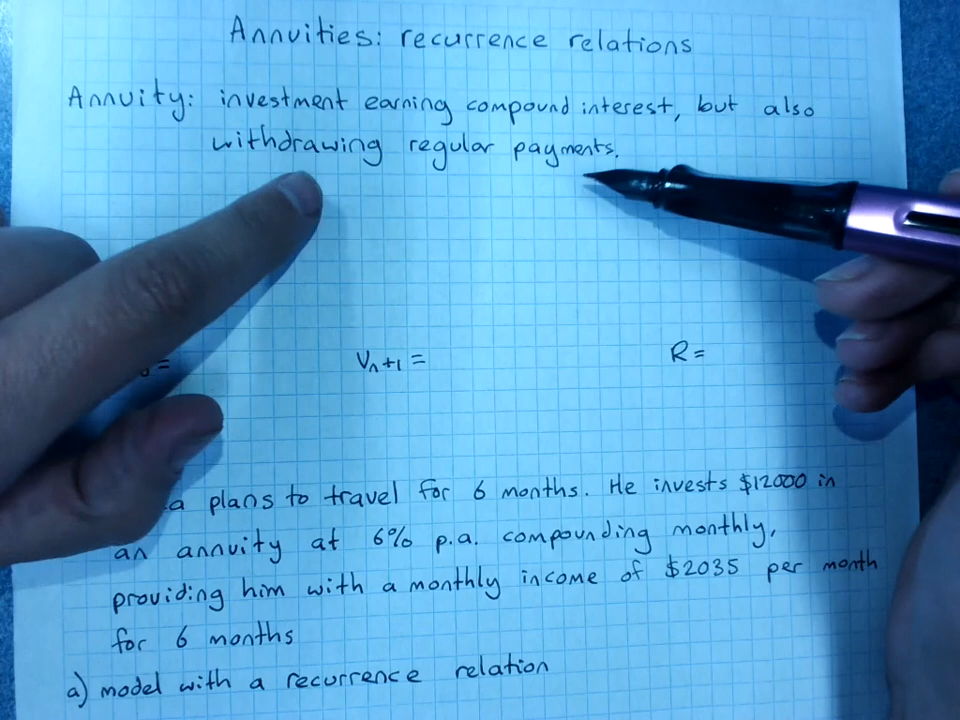 Annuities: recurrence relations
Annuity: investment earning compound interest, but also
withdrawing regular payments.
= Vn+1 = R =
plans to travel for 6 months. He invests $12000 in
an annuity at 6% p.a. compounding monthly,
providing him with a monthly income of $2035 per month
for 6 months
a) model with a recurrence relation